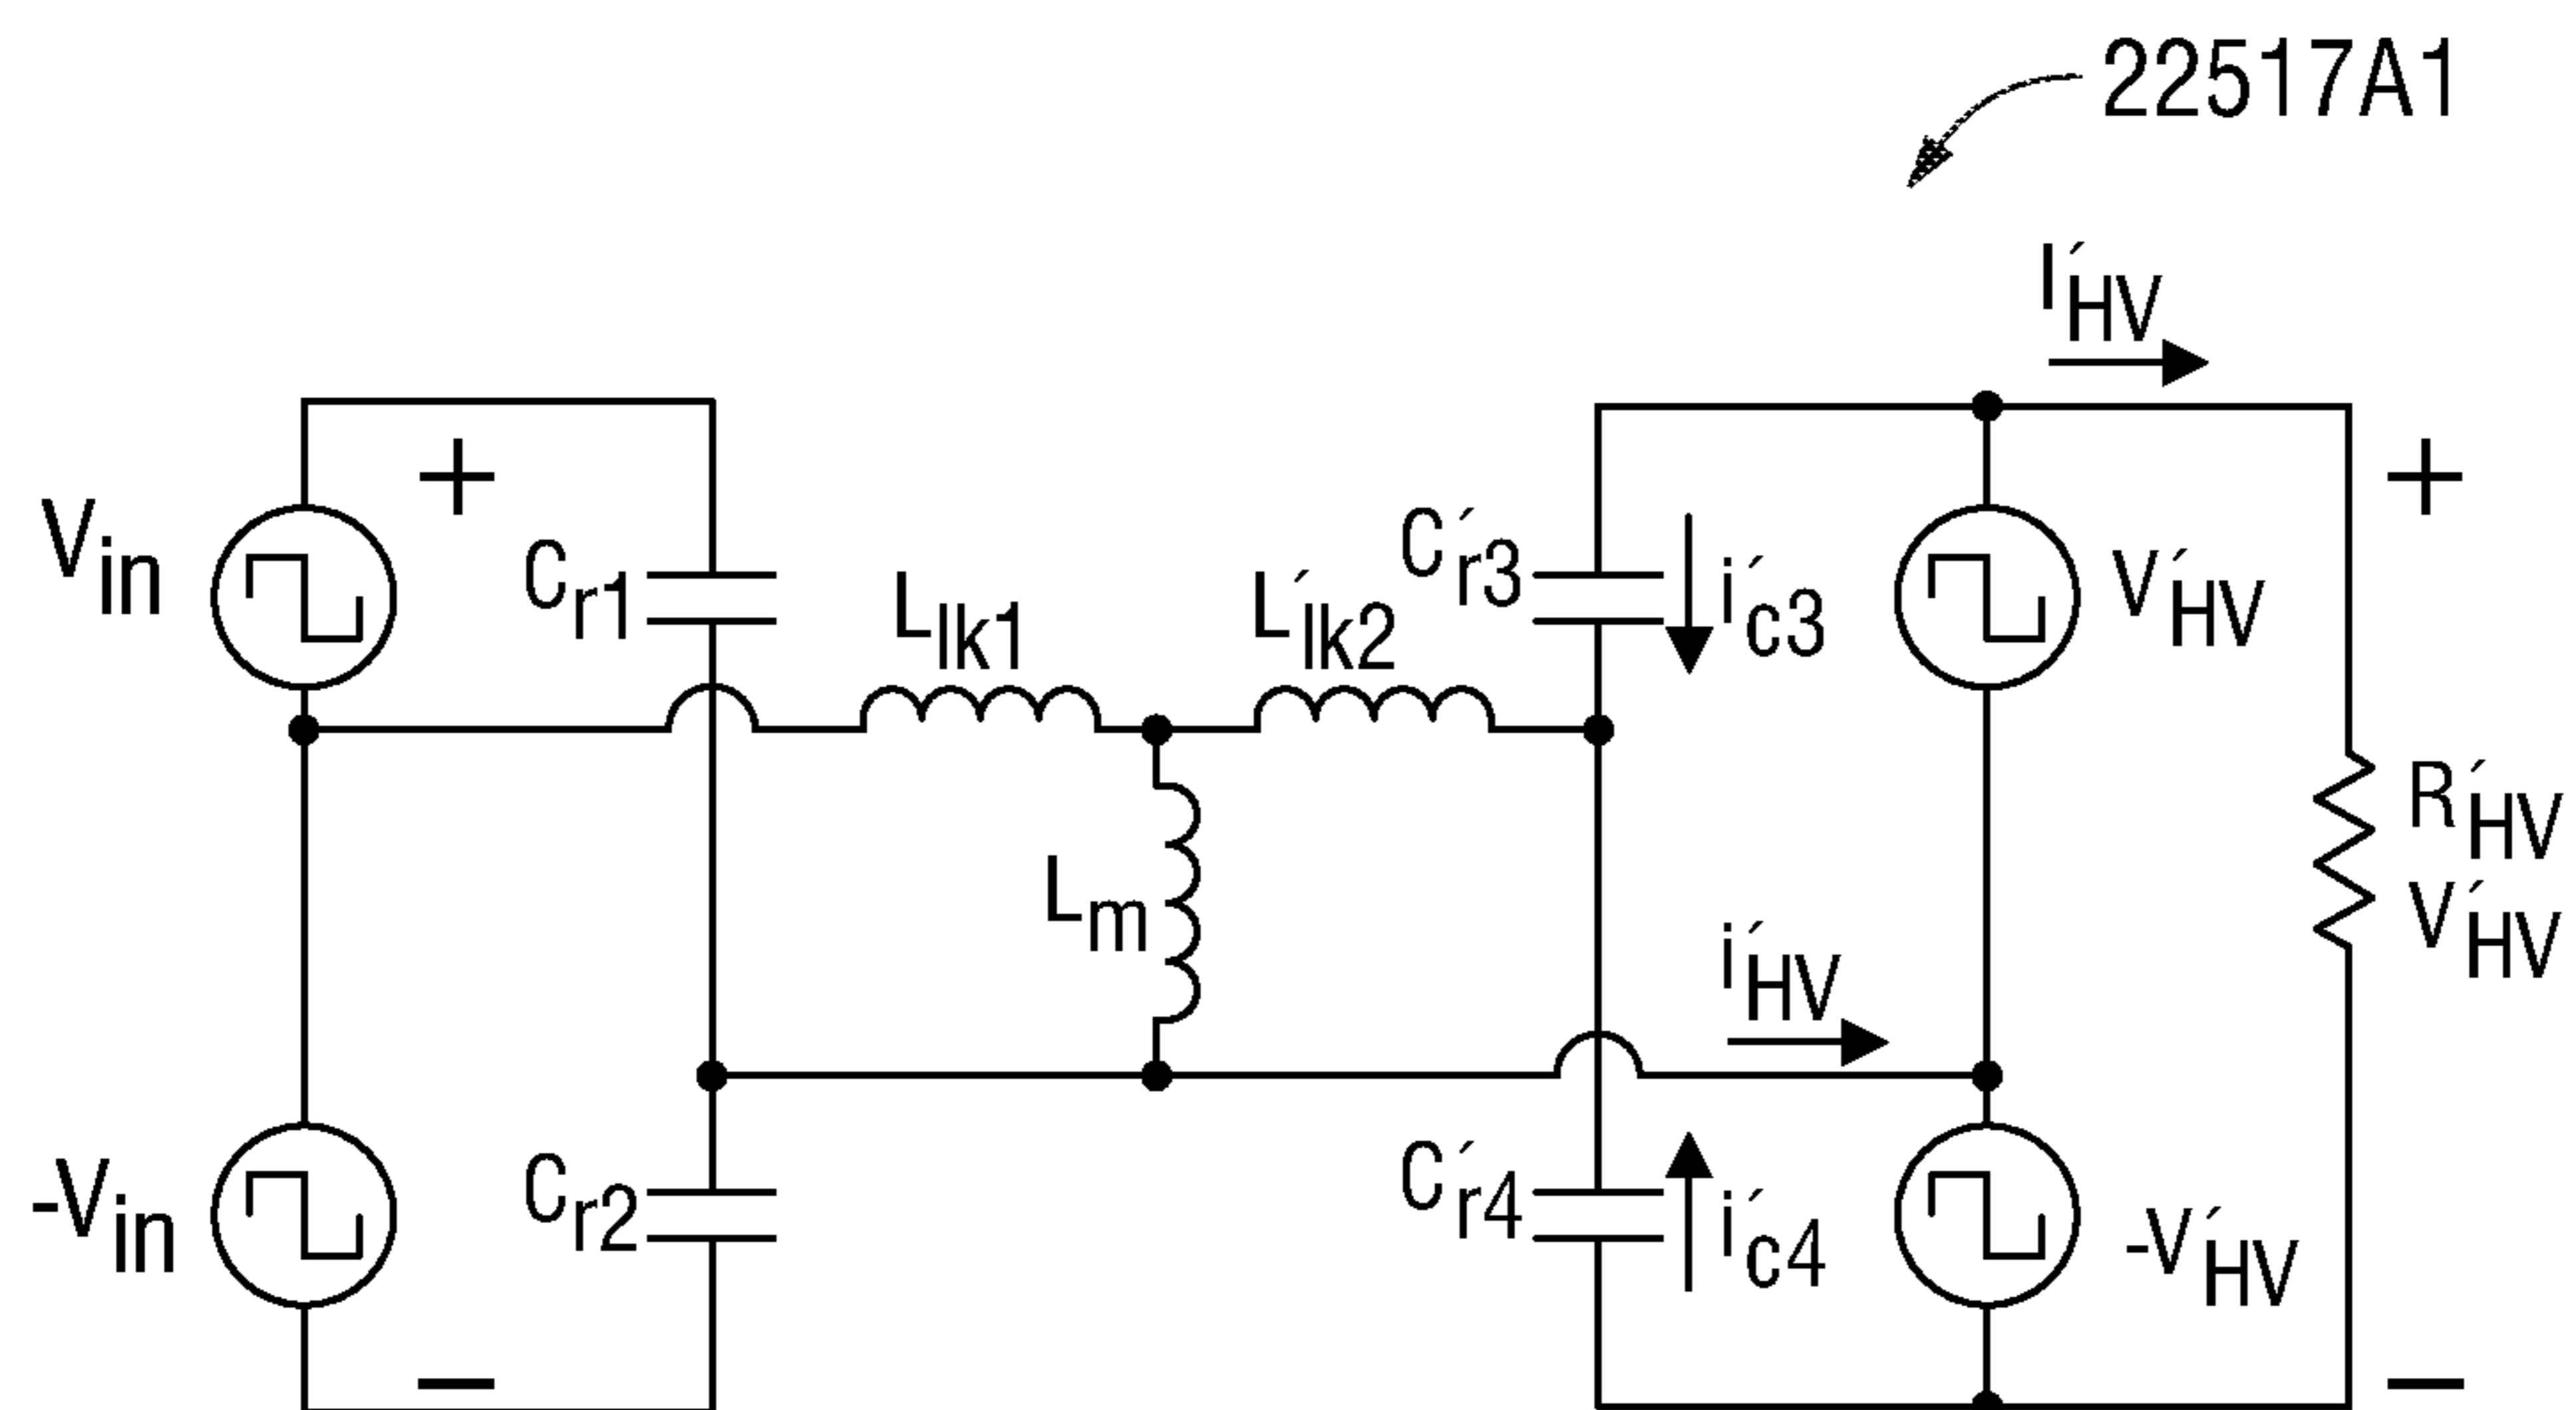 22517A1
I´HV
+
+
Vin
Cr1
Llk1
L´lk2
C´r3
i´c3
V´HV
R´HV
V´HV
Lm
i´HV
-Vin
Cr2
C´r4
i´c4
-V´HV
−
−